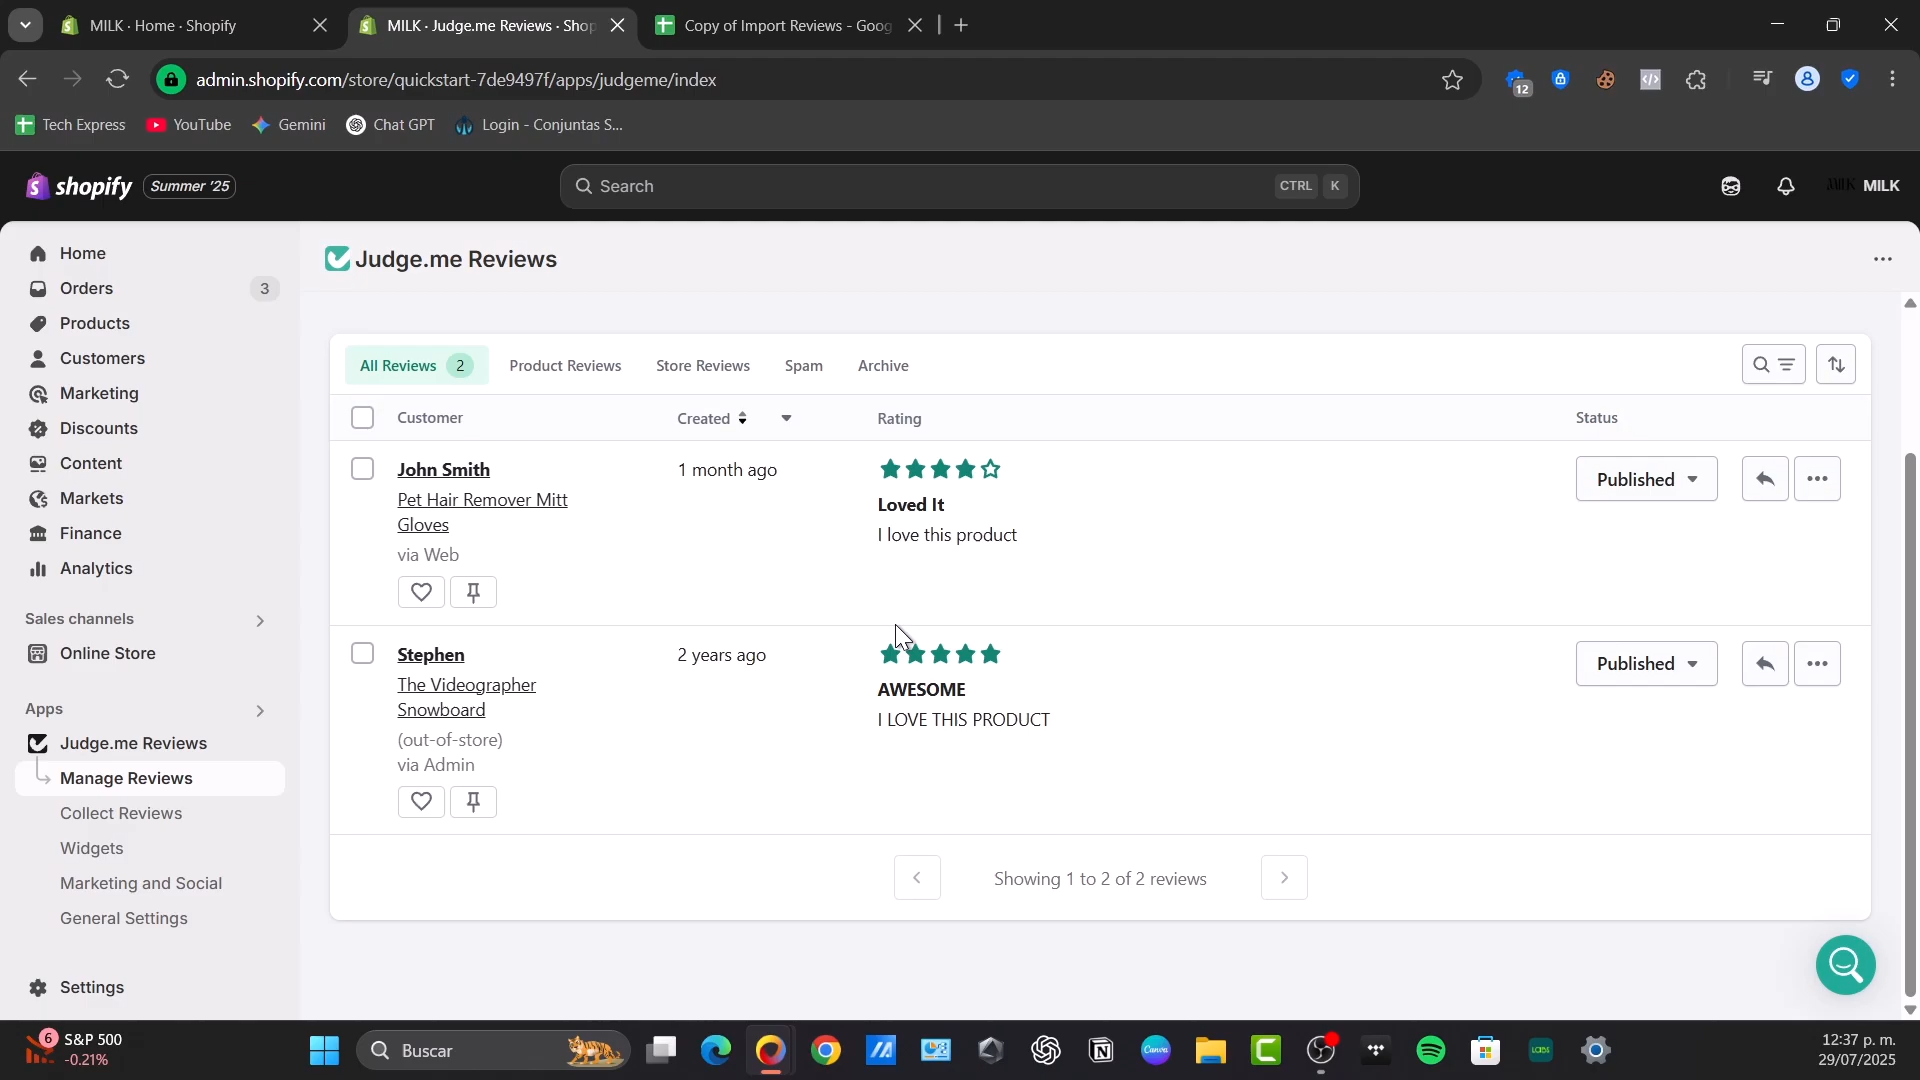 MILK · Home · Shopify
MILK · Judge.me Reviews · Shop
Copy of Import Reviews - Goog
admin.shopify.com/store/quickstart-7de9497f/apps/judgeme/index
12
Tech Express
YouTube
Gemini
Chat GPT
Login - Conjuntas S...
shopify
Summer '25
Search
CTRL K
MILK
MILK
Home
Orders
3
Products
Customers
Marketing
Discounts
Content
Markets
Finance
Analytics
Sales channels
Online Store
Apps
Judge.me Reviews
Manage Reviews
Collect Reviews
Widgets
Marketing and Social
General Settings
Settings
Judge.me Reviews
All Reviews 2
Product Reviews
Store Reviews
Spam
Archive
Customer
Created
Rating
Status
John Smith
1 month ago
Published
Pet Hair Remover Mitt
Gloves
via Web
Loved It
I love this product
Stephen
2 years ago
Published
The Videographer
Snowboard
(out-of-store)
via Admin
AWESOME
I LOVE THIS PRODUCT
Showing 1 to 2 of 2 reviews
6
S&P 500
-0.21%
Buscar
Canva
LABS
12:37 p. m.
29/07/2025